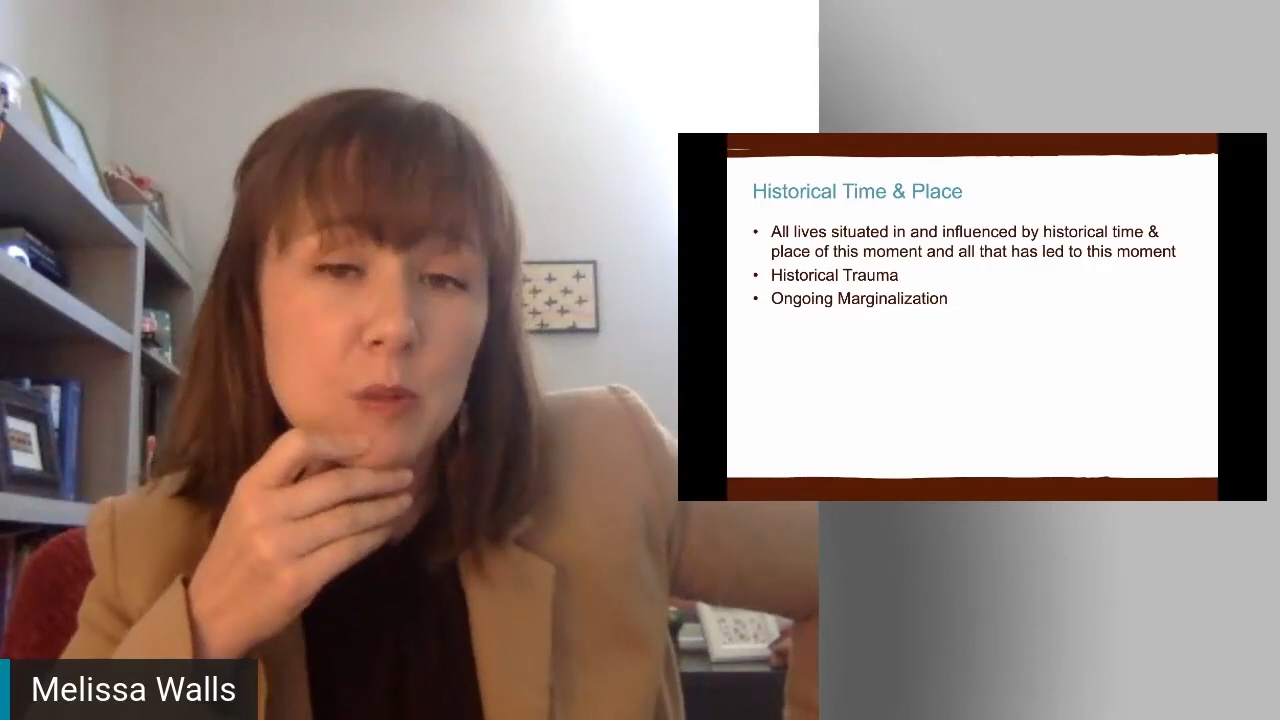 Historical Time & Place
• All lives situated in and influenced by historical time &
place of this moment and all that has led to this moment
• Historical Trauma
• Ongoing Marginalization
Melissa Walls